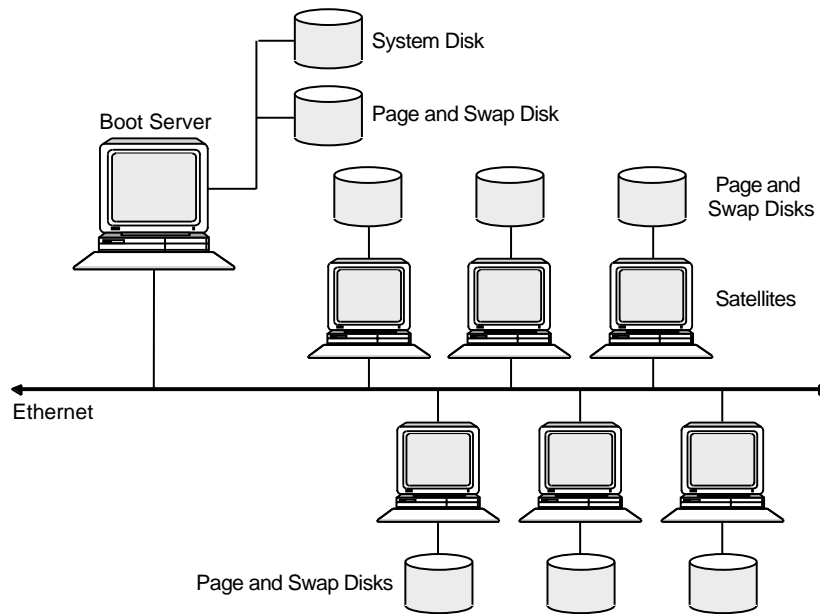 System Disk
Page and Swap Disk
Boot Server
Page and
Swap Disks
Satellites
Ethernet
Page and Swap Disks